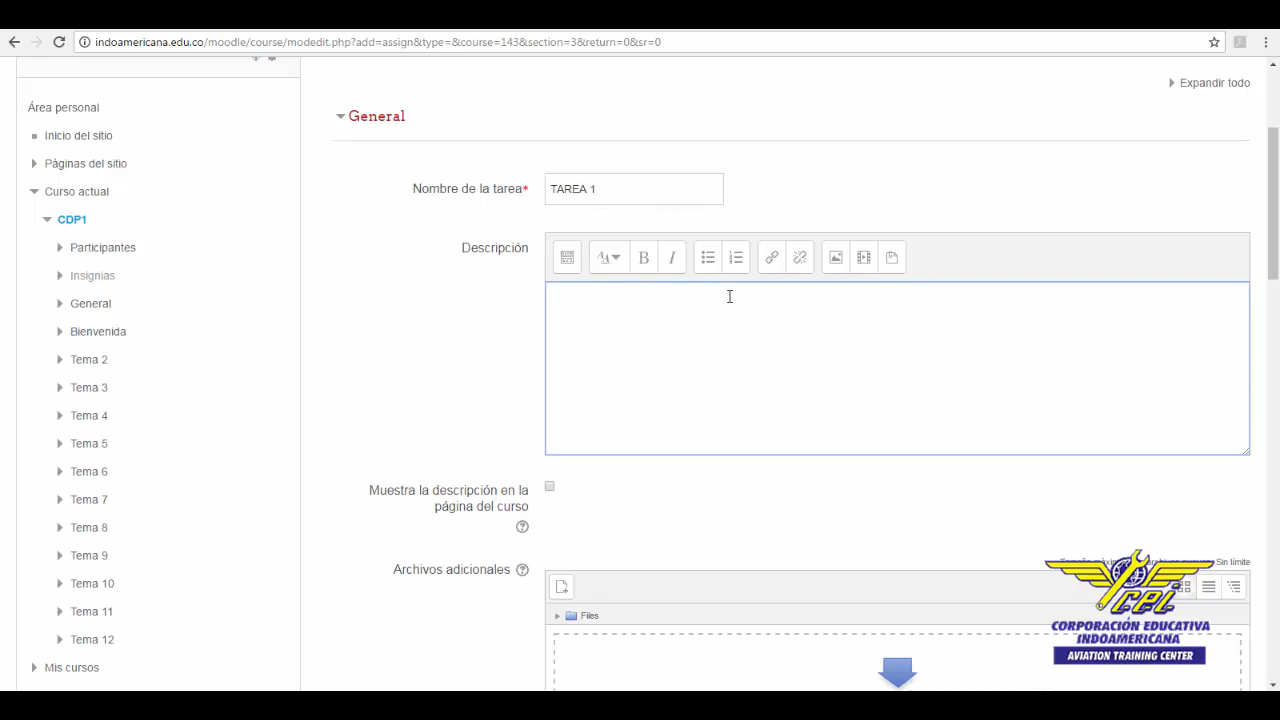 indoamericana.edu.co/moodle/course/modedit.php?add=assign&type=&course=143&section=3&return=0&sr=0
Expandir todo
Área personal
Inicio del sitio
Páginas del sitio
Curso actual
CDP1
Participantes
Insignias
General
Bienvenida
Tema 2
Tema 3
Tema 4
Tema 5
Tema 6
Tema 7
Tema 8
Tema 9
Tema 10
Tema 11
Tema 12
Mis cursos
General
Nombre de la tarea*
TAREA 1
Descripción
B I
Muestra la descripción en la
página del curso
Archivos adicionales
Sin límite
Files
CEI
CORPORACIÓN EDUCATIVA
INDOAMERICANA
AVIATION TRAINING CENTER